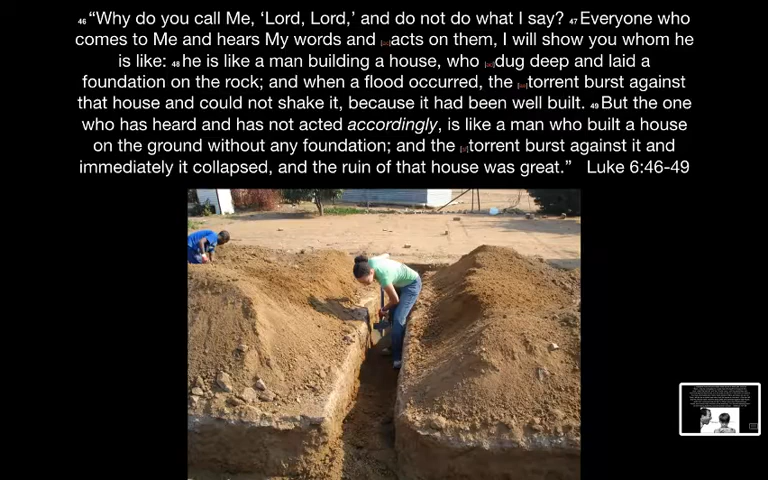 46 “Why do you call Me, ‘Lord, Lord,’ and do not do what I say? 47 Everyone who
comes to Me and hears My words and acts on them, I will show you whom he
is like: 48 he is like a man building a house, who dug deep and laid a
foundation on the rock; and when a flood occurred, the torrent burst against
that house and could not shake it, because it had been well built. 49 But the one
who has heard and has not acted accordingly, is like a man who built a house
on the ground without any foundation; and the torrent burst against it and
immediately it collapsed, and the ruin of that house was great.” Luke 6:46-49